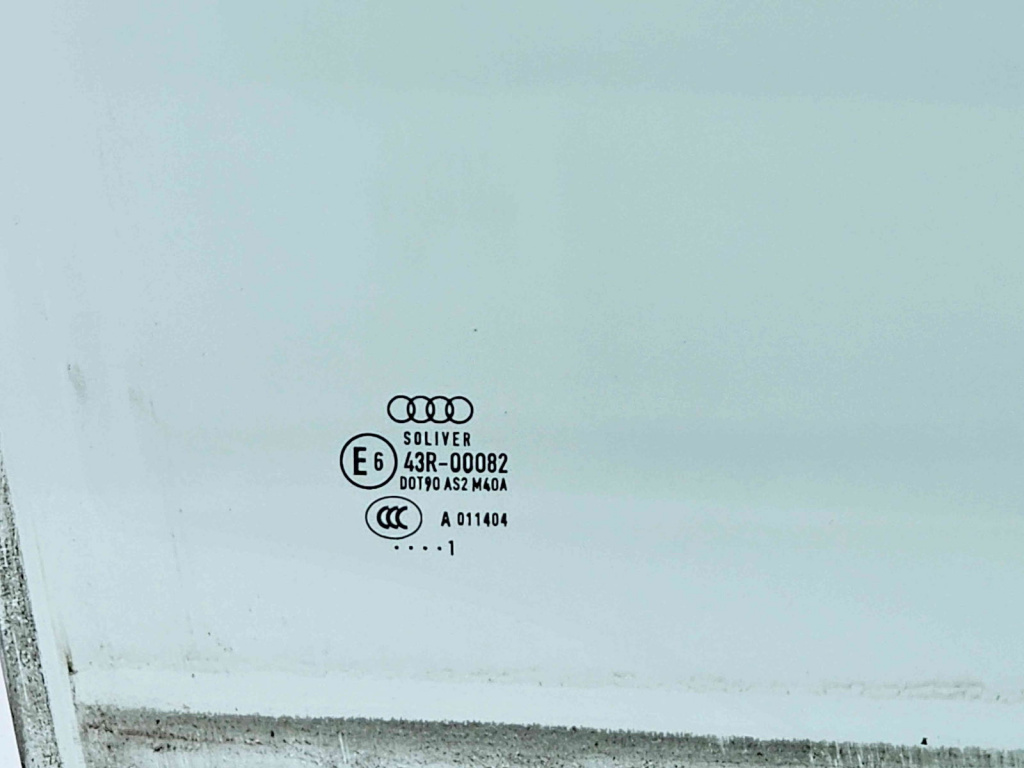 SOLIVER
E6 43R-00082
DOT90 AS2 M40A
CCC A 011404
....1